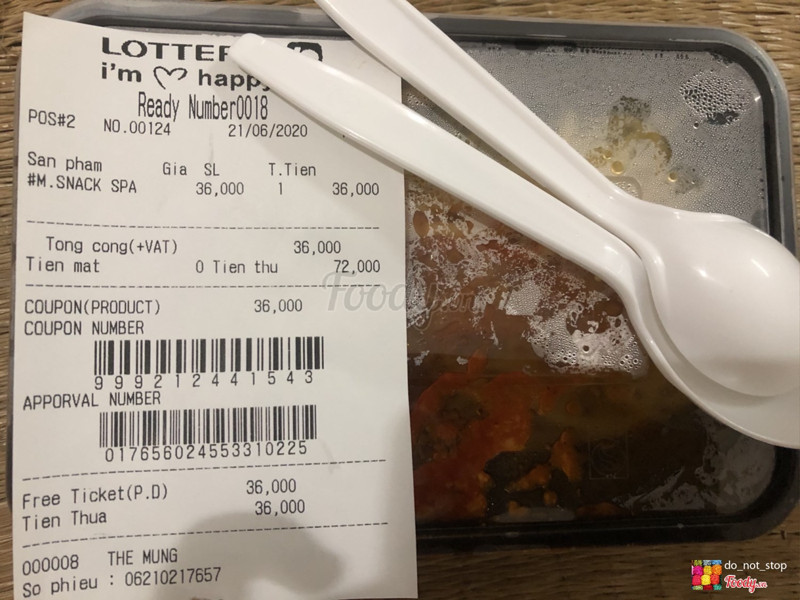 LOTTER
i'm happy
Ready Number0018
POS#2 NO.00124 21/06/2020
San pham Gia SL T.Tien
#M.SNACK SPA 36,000 1 36,000
Tong cong(+VAT) 36,000
Tien mat 0 Tien thu 72,000
COUPON(PRODUCT) 36,000
COUPON NUMBER
9992124441543
APPORVAL NUMBER
017656024553310225
Free Ticket(P.D) 36,000
Tien Thua 36,000
000008 THE MUNG
So phieu : 06210217657
Foody.vn
do_not_stop
Foody.vn